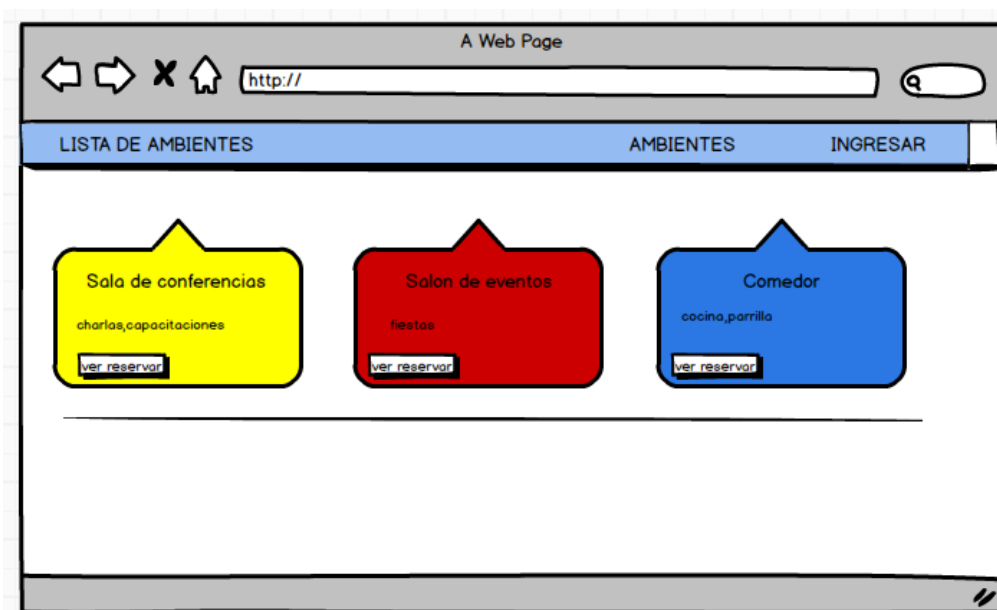 A Web Page
http://
LISTA DE AMBIENTES AMBIENTES INGRESAR
Sala de conferencias
charlas,capacitaciones
ver reservar
Salon de eventos
fiestas
ver reservar
Comedor
cocina,parrilla
ver reservar